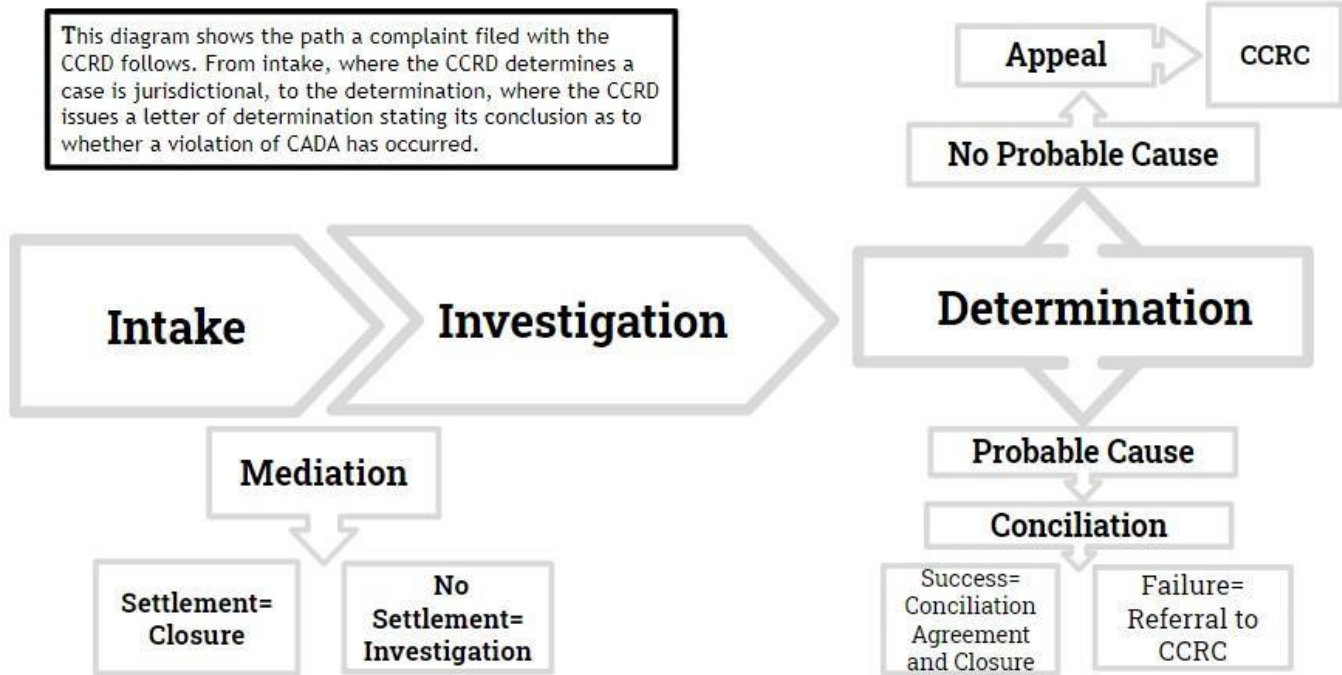 This diagram shows the path a complaint filed with the
CCRD follows. From intake, where the CCRD determines a
case is jurisdictional, to the determination, where the CCRD
issues a letter of determination stating its conclusion as to
whether a violation of CADA has occurred.
Intake
Mediation
Settlement=
Closure
No
Settlement=
Investigation
Investigation
Determination
No Probable Cause
Appeal
CCRC
Probable Cause
Conciliation
Success=
Conciliation
Agreement
and Closure
Failure=
Referral to
CCRC